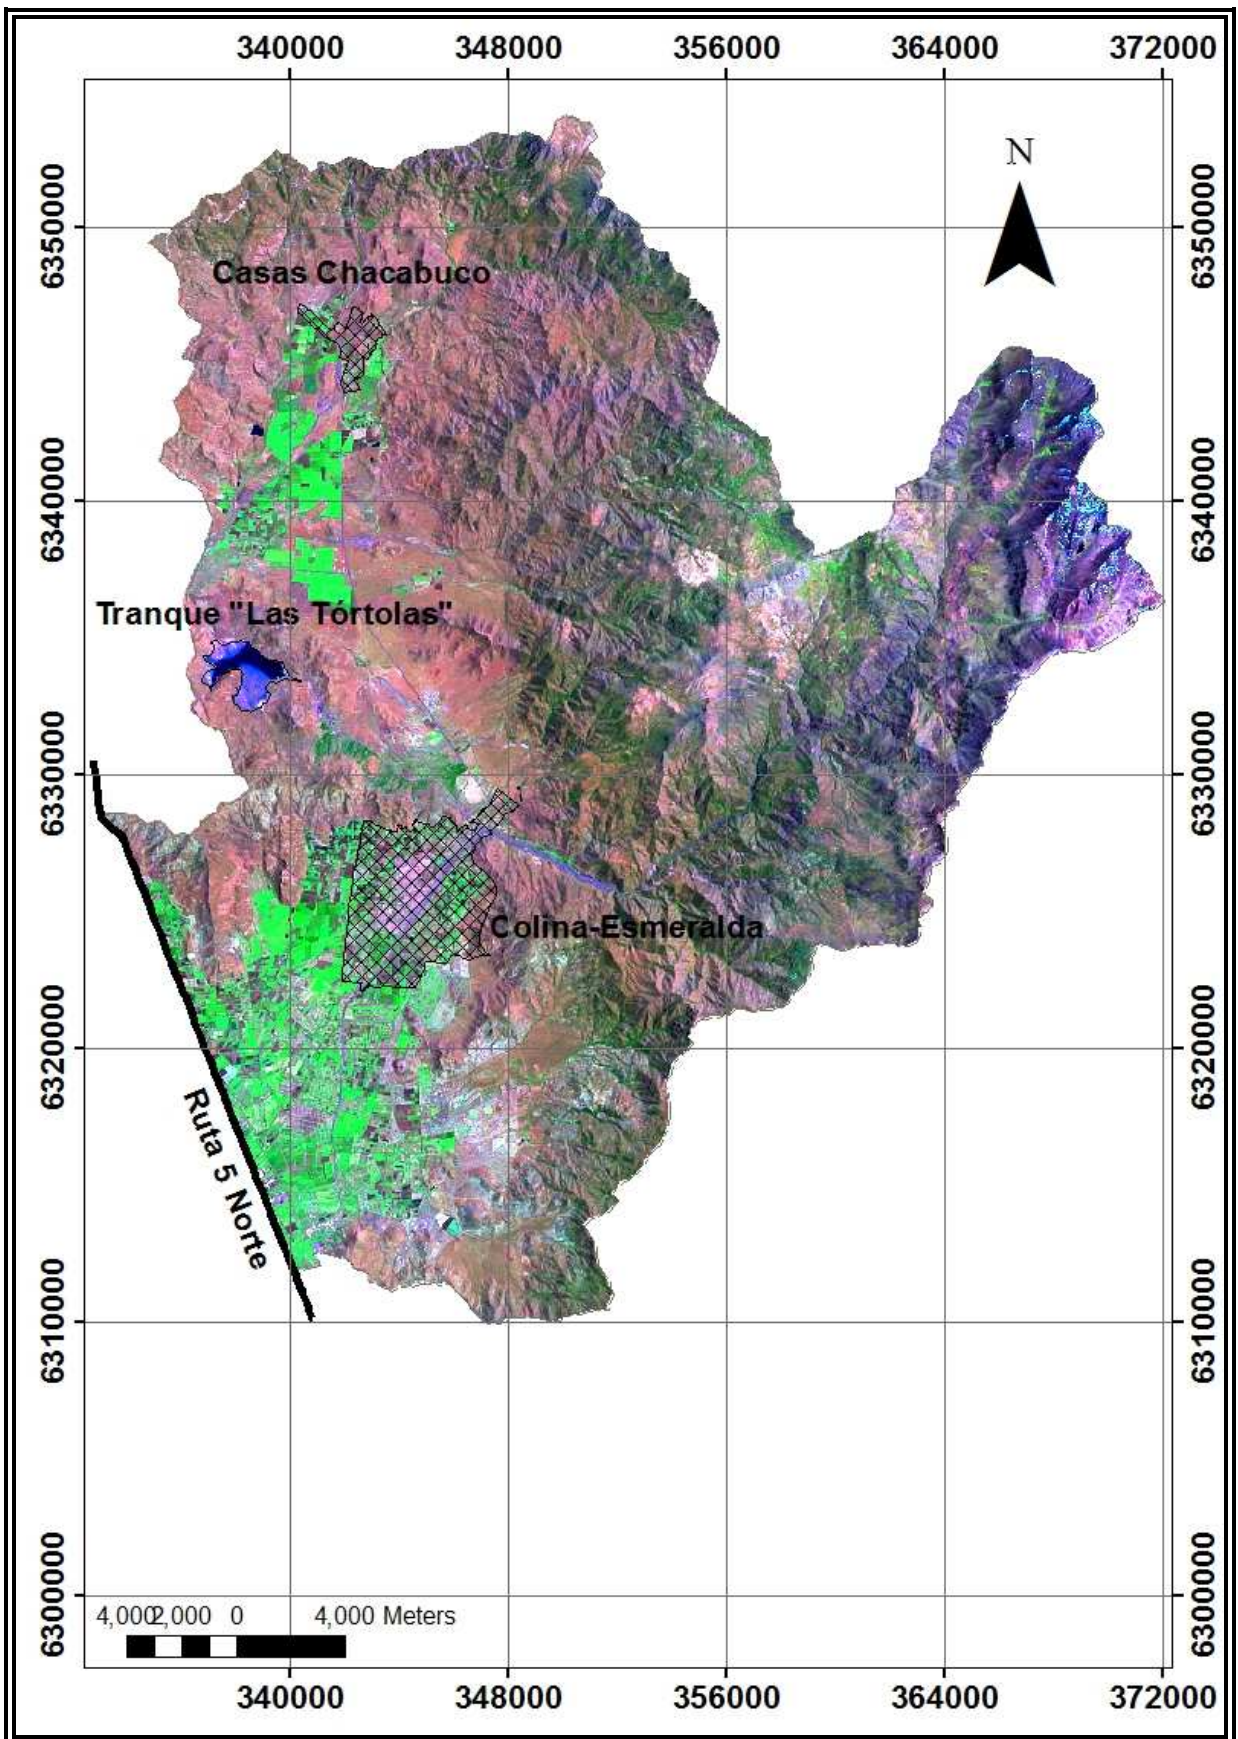 340000 348000 356000 364000 372000
N
6350000 6350000
Casas Chacabuco
6340000 6340000
Tranque "Las Tórtolas"
6330000 6330000
Colina-Esmeralda
6320000 6320000
Ruta 5 Norte
6310000 6310000
6300000 6300000
4,000 2,000 0 4,000 Meters
340000 348000 356000 364000 372000